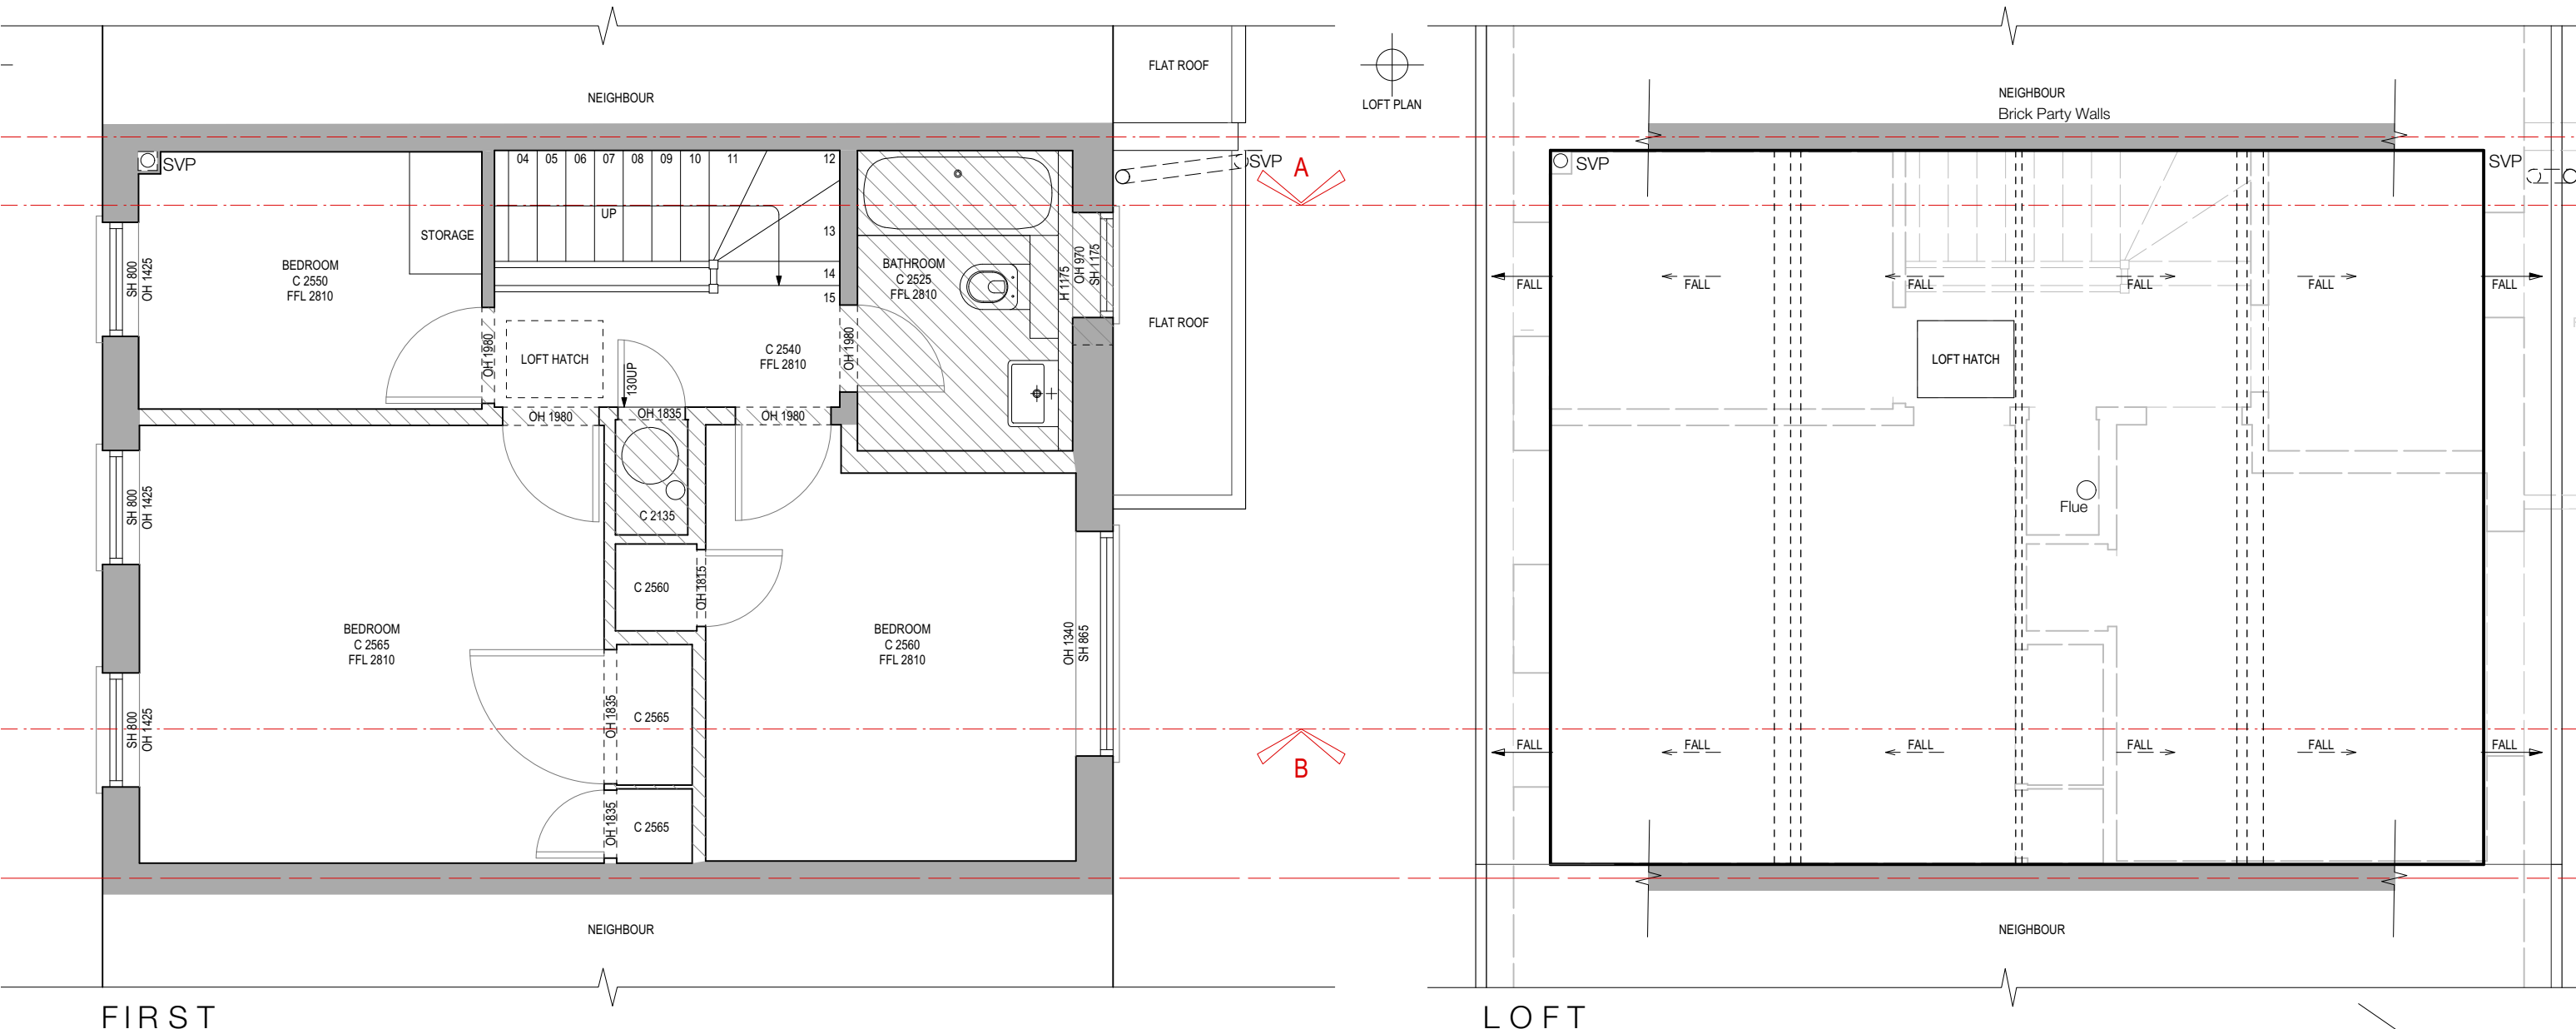 FLAT ROOF
NEIGHBOUR
LOFT PLAN
NEIGHBOUR
Brick Party Walls
SVP
04
05
06
07
08
09
10
11
12
13
14
15
UP
STORAGE
BEDROOM
C 2550
FFL 2810
SH 800
OH 1425
BATHROOM
C 2525
FFL 2810
H 1175
OH 970
SH 1175
SVP
A
FLAT ROOF
OH 1980
LOFT HATCH
130UP
C 2540
FFL 2810
OH 1980
OH 1980
OH 1835
OH 1980
C 2135
SH 800
OH 1425
C 2560
OH 1815
BEDROOM
C 2565
FFL 2810
BEDROOM
C 2560
FFL 2810
OH 1340
SH 865
SH 800
OH 1425
OH 1835
C 2565
OH 1835
C 2565
B
NEIGHBOUR
FIRST
SVP
SVP
FALL
FALL
FALL
FALL
FALL
FALL
LOFT HATCH
Flue
FALL
FALL
FALL
FALL
FALL
FALL
NEIGHBOUR
LOFT